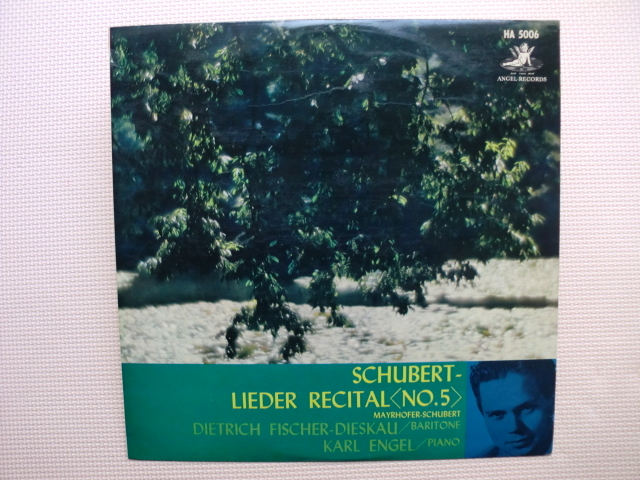 HA 5006
ANGEL RECORDS
SCHUBERT-
LIEDER RECITAL〈NO.5〉
MAYRHOFER-SCHUBERT
DIETRICH FISCHER-DIESKAU/BARITONE
KARL ENGEL/PIANO